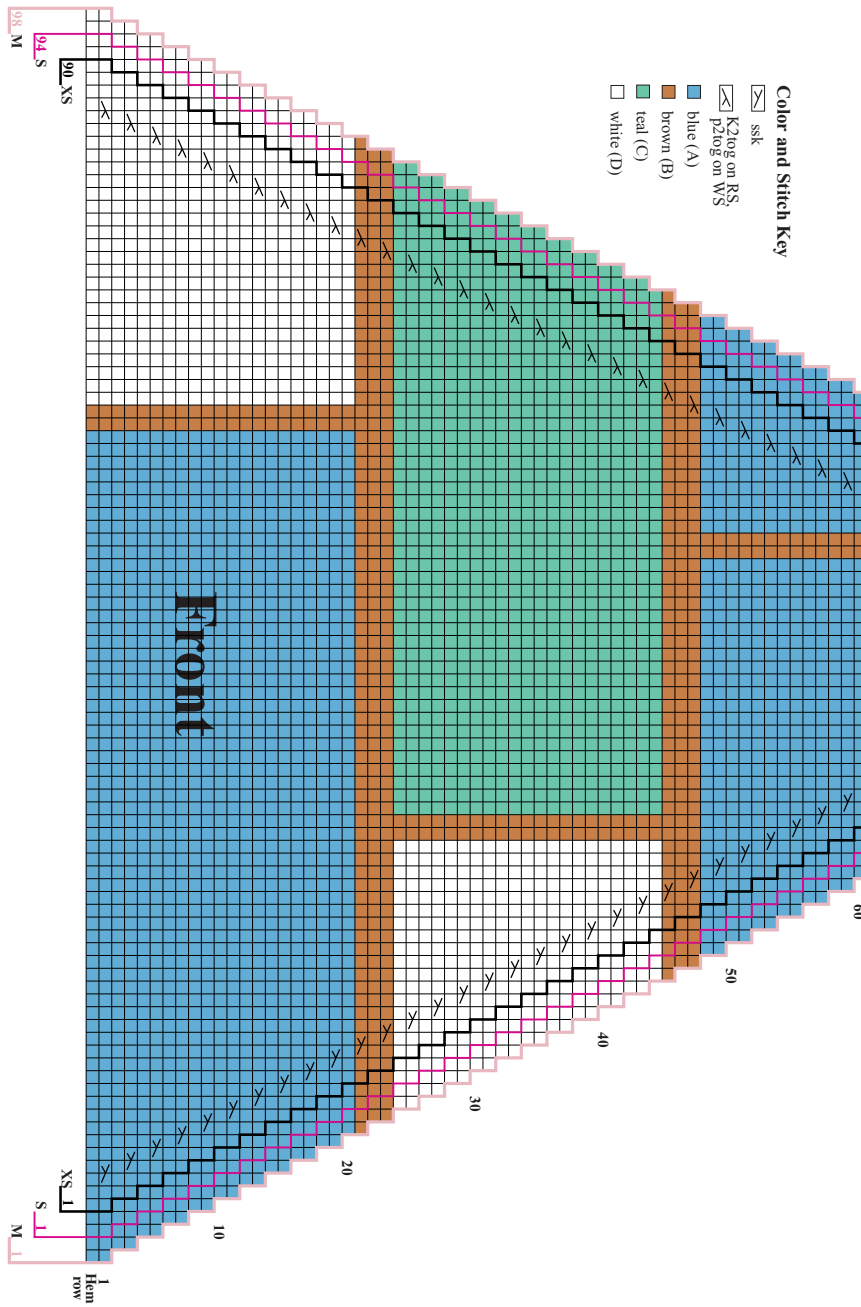 Color and Stitch Key
ssk
K2tog on RS,
p2tog on WS
blue (A)
brown (B)
teal (C)
white (D)
98 M
94 S
90 XS
Front
60
50
40
30
20
10
1
Hem
row
XS 1
S 1
M 1